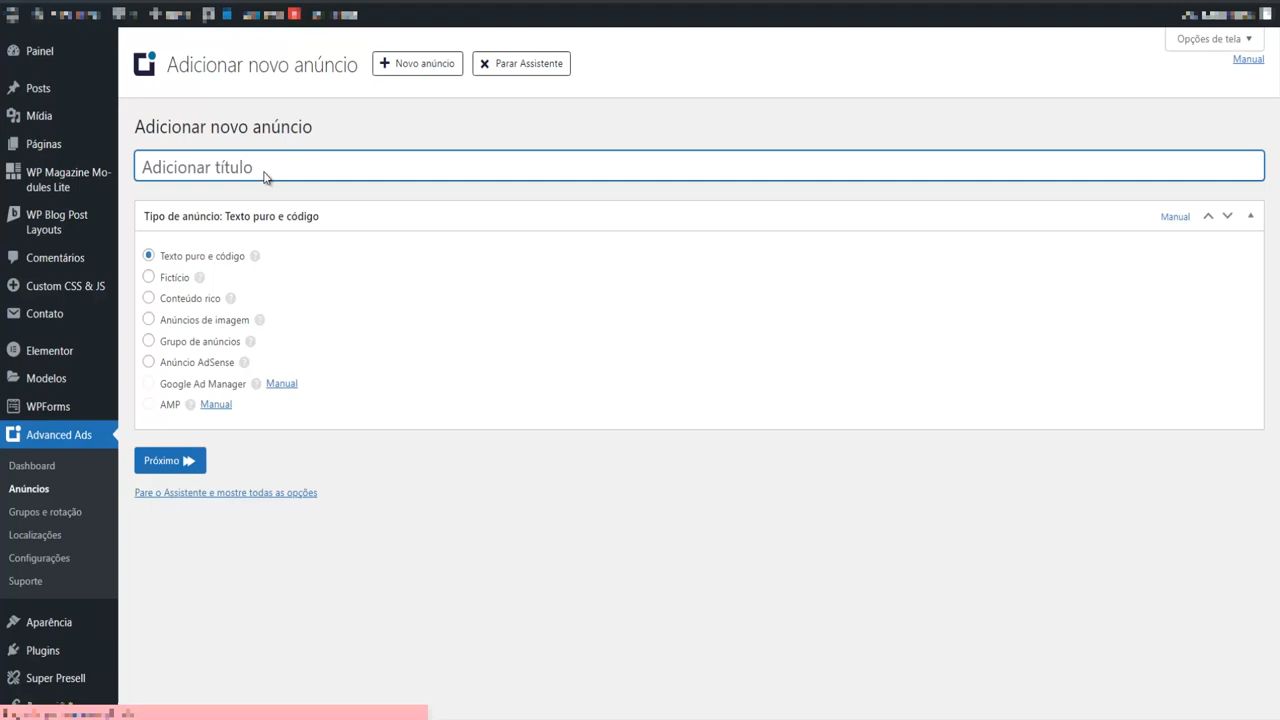 Opções de tela
Manual
Adicionar novo anúncio
Novo anúncio
Parar Assistente
Painel
Posts
Mídia
Páginas
WP Magazine Mo-
dules Lite
WP Blog Post
Layouts
Comentários
Custom CSS & JS
Contato
Elementor
Modelos
WPForms
Advanced Ads
Dashboard
Anúncios
Grupos e rotação
Localizações
Configurações
Suporte
Aparência
Plugins
Super Presell
Adicionar novo anúncio
Adicionar título
Tipo de anúncio: Texto puro e código
Manual
Texto puro e código ?
Fictício ?
Conteúdo rico ?
Anúncios de imagem ?
Grupo de anúncios ?
Anúncio AdSense ?
Google Ad Manager ? Manual
AMP ? Manual
Próximo
Pare o Assistente e mostre todas as opções